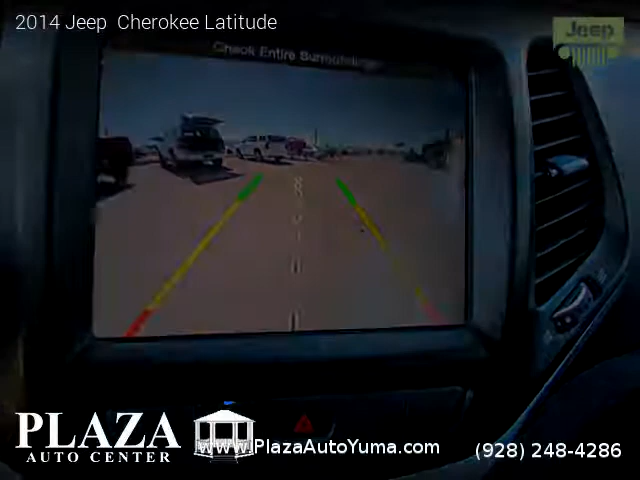 2014 Jeep Cherokee Latitude
Jeep
Check Entire Surroundings
PLAZA
AUTO CENTER
www.PlazaAutoYuma.com
(928) 248-4286